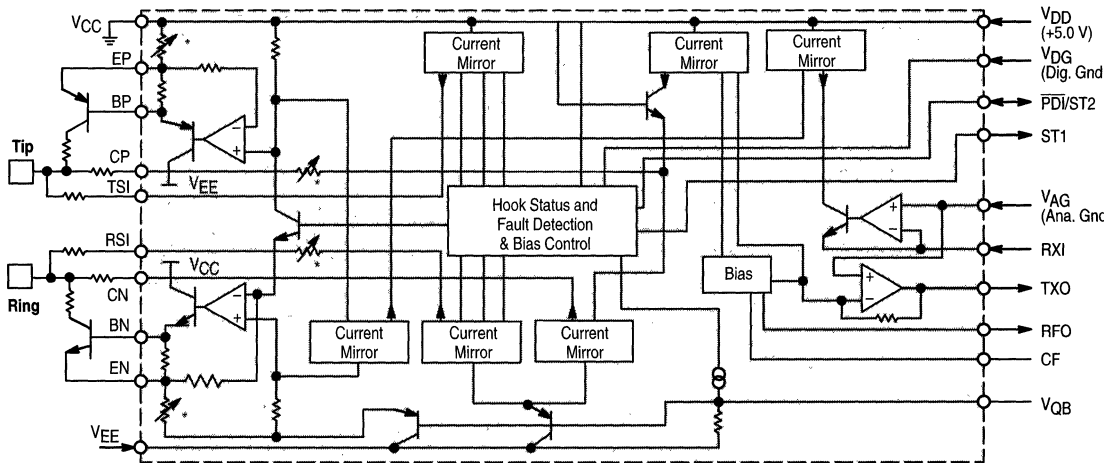 VCC
EP
BP
Tip
CP
VEE
TSI
RSI
VCC
CN
Ring
BN
EN
VEE
*
*
*
*
Current
Mirror
Current
Mirror
Current
Mirror
Hook Status and
Fault Detection
& Bias Control
Bias
Current
Mirror
Current
Mirror
Current
Mirror
–
+
–
+
+
–
+
–
VDD
(+5.0 V)
VDG
(Dig. Gnd)
PDI/ST2
ST1
VAG
(Ana. Gnd)
RXI
TXO
RFO
CF
VQB